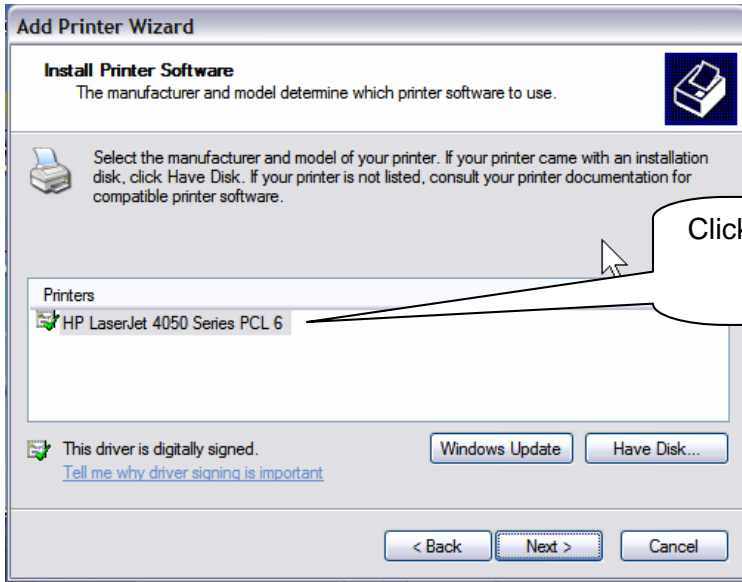 Add Printer Wizard
Install Printer Software
The manufacturer and model determine which printer software to use.
Select the manufacturer and model of your printer. If your printer came with an installation
disk, click Have Disk. If your printer is not listed, consult your printer documentation for
compatible printer software.
Click
Printers
HP LaserJet 4050 Series PCL 6
This driver is digitally signed.
Tell me why driver signing is important
Windows Update
Have Disk...
< Back
Next >
Cancel